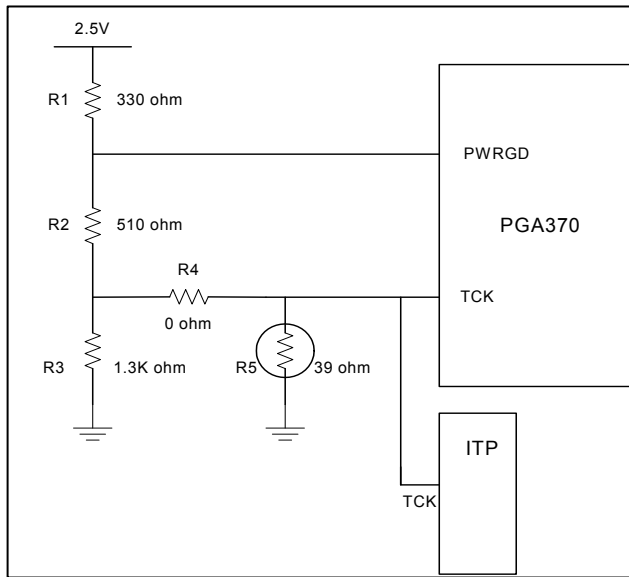 2.5V
R1 330 ohm
PWRGD
R2 510 ohm
PGA370
R4
TCK
0 ohm
R3 1.3K ohm
R5 39 ohm
ITP
TCK